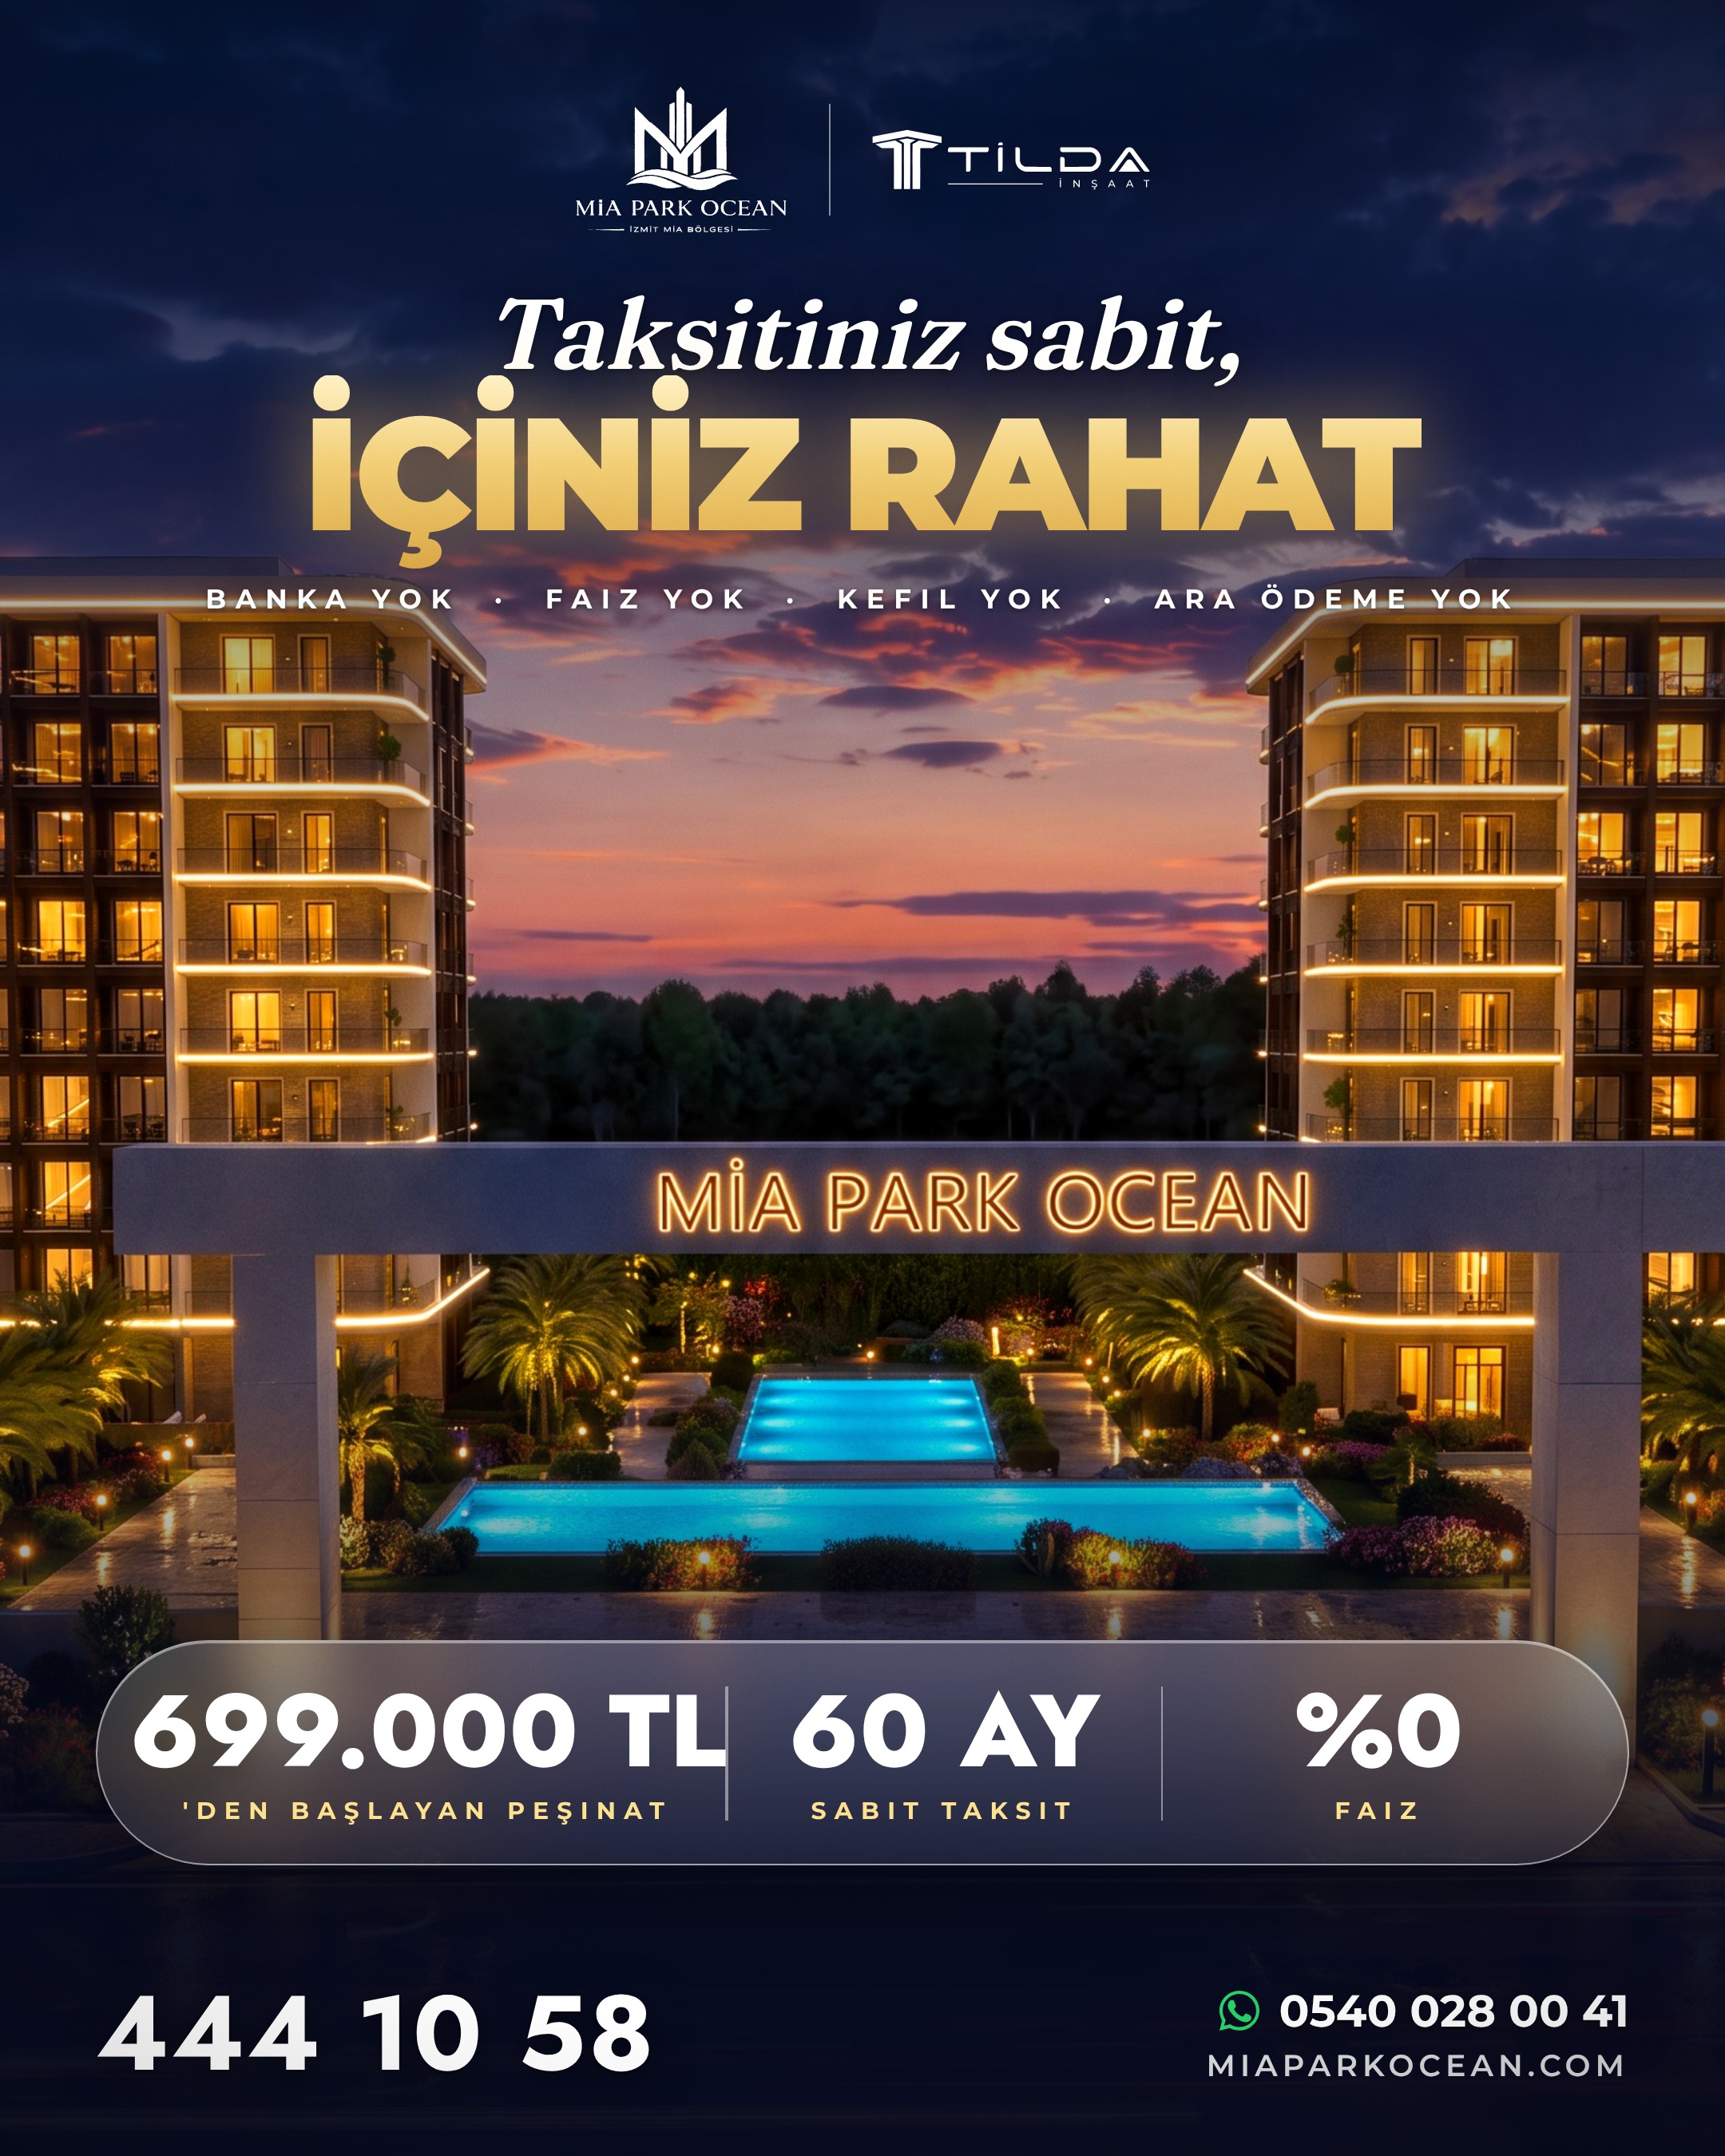 MİA PARK OCEAN
İZMİT MİA BÖLGESİ
TİLDA
İNŞAAT
Taksitiniz sabit,
İÇİNİZ RAHAT
BANKA YOK · FAIZ YOK · KEFIL YOK · ARA ÖDEME YOK
MİA PARK OCEAN
699.000 TL 60 AY %0
'DEN BAŞLAYAN PEŞINAT SABIT TAKSIT FAIZ
444 10 58
0540 028 00 41
MIAPARKOCEAN.COM